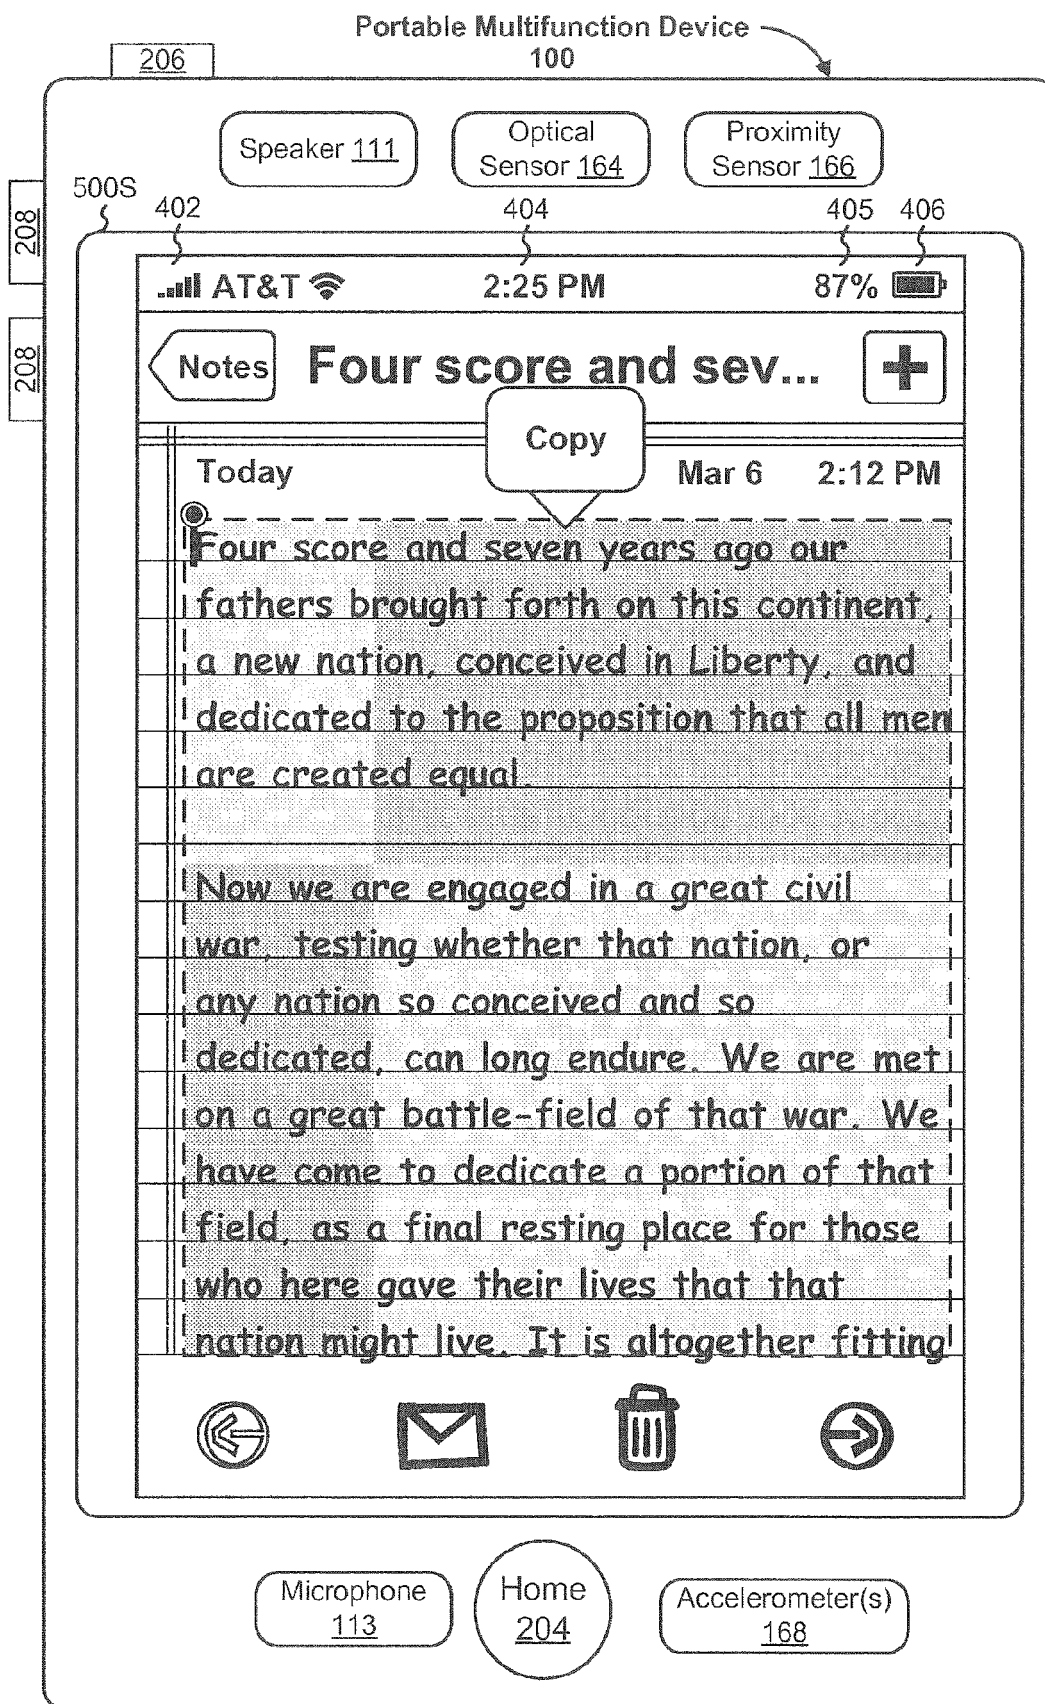 Portable Multifunction Device
100
206
Speaker 111
Optical
Sensor 164
Proximity
Sensor 166
208
500S
402
404
405
406
AT&T
2:25 PM
87%
208
Notes
Four score and sev...
Copy
Today
Mar 6
2:12 PM
Four score and seven years ago our
fathers brought forth on this continent,
a new nation, conceived in Liberty, and
dedicated to the proposition that all men
are created equal.
Now we are engaged in a great civil
war, testing whether that nation, or
any nation so conceived and so
dedicated, can long endure. We are met
on a great battle-field of that war. We
have come to dedicate a portion of that
field, as a final resting place for those
who here gave their lives that that
nation might live. It is altogether fitting
Microphone
113
Home
204
Accelerometer(s)
168